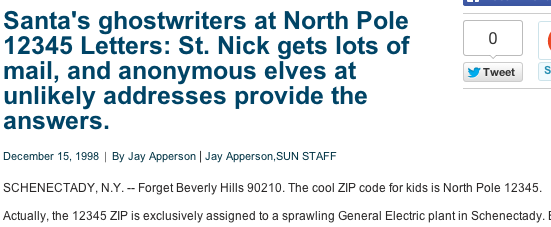 Santa's ghostwriters at North Pole
12345 Letters: St. Nick gets lots of
mail, and anonymous elves at
unlikely addresses provide the
answers.
0
Tweet
S
December 15, 1998 | By Jay Apperson | Jay Apperson,SUN STAFF
SCHENECTADY, N.Y. -- Forget Beverly Hills 90210. The cool ZIP code for kids is North Pole 12345.
Actually, the 12345 ZIP is exclusively assigned to a sprawling General Electric plant in Schenectady.